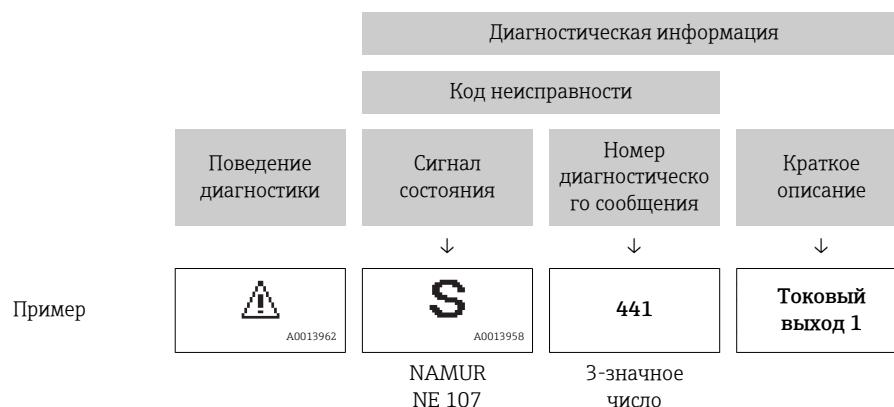 Диагностическая информация
Код неисправности
Поведение
диагностики
Сигнал
состояния
Номер
диагностическо
го сообщения
Краткое
описание
↓
↓
↓
Пример
A0013962
S
A0013958
441
Токовый
выход 1
NAMUR
NE 107
3-значное
число